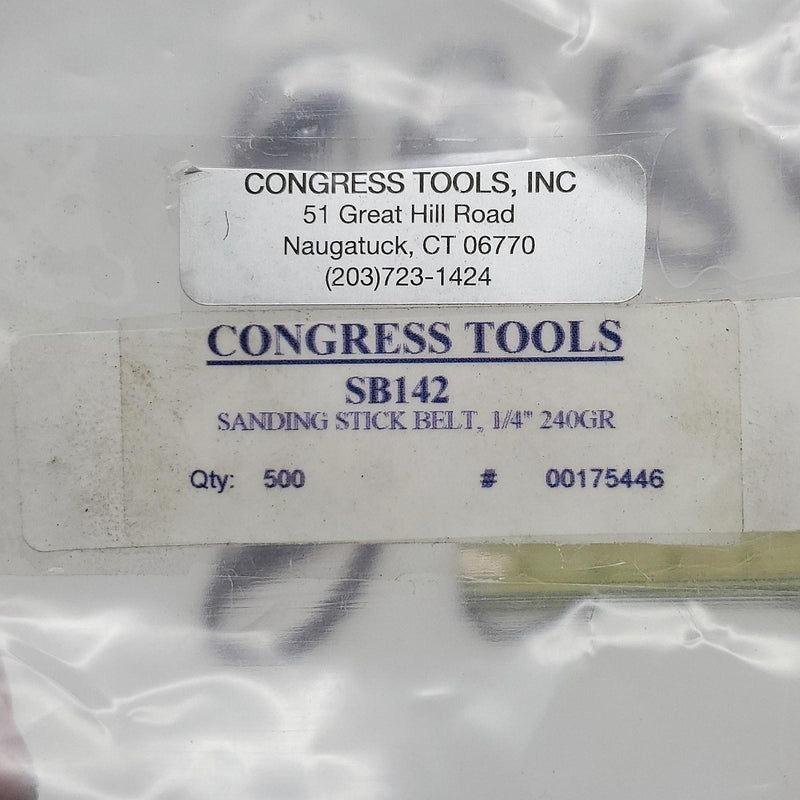 CONGRESS TOOLS, INC
51 Great Hill Road
Naugatuck, CT 06770
(203)723-1424
CONGRESS TOOLS
SB142
SANDING STICK BELT, 1/4" 240GR
Qty: 500 # 00175446